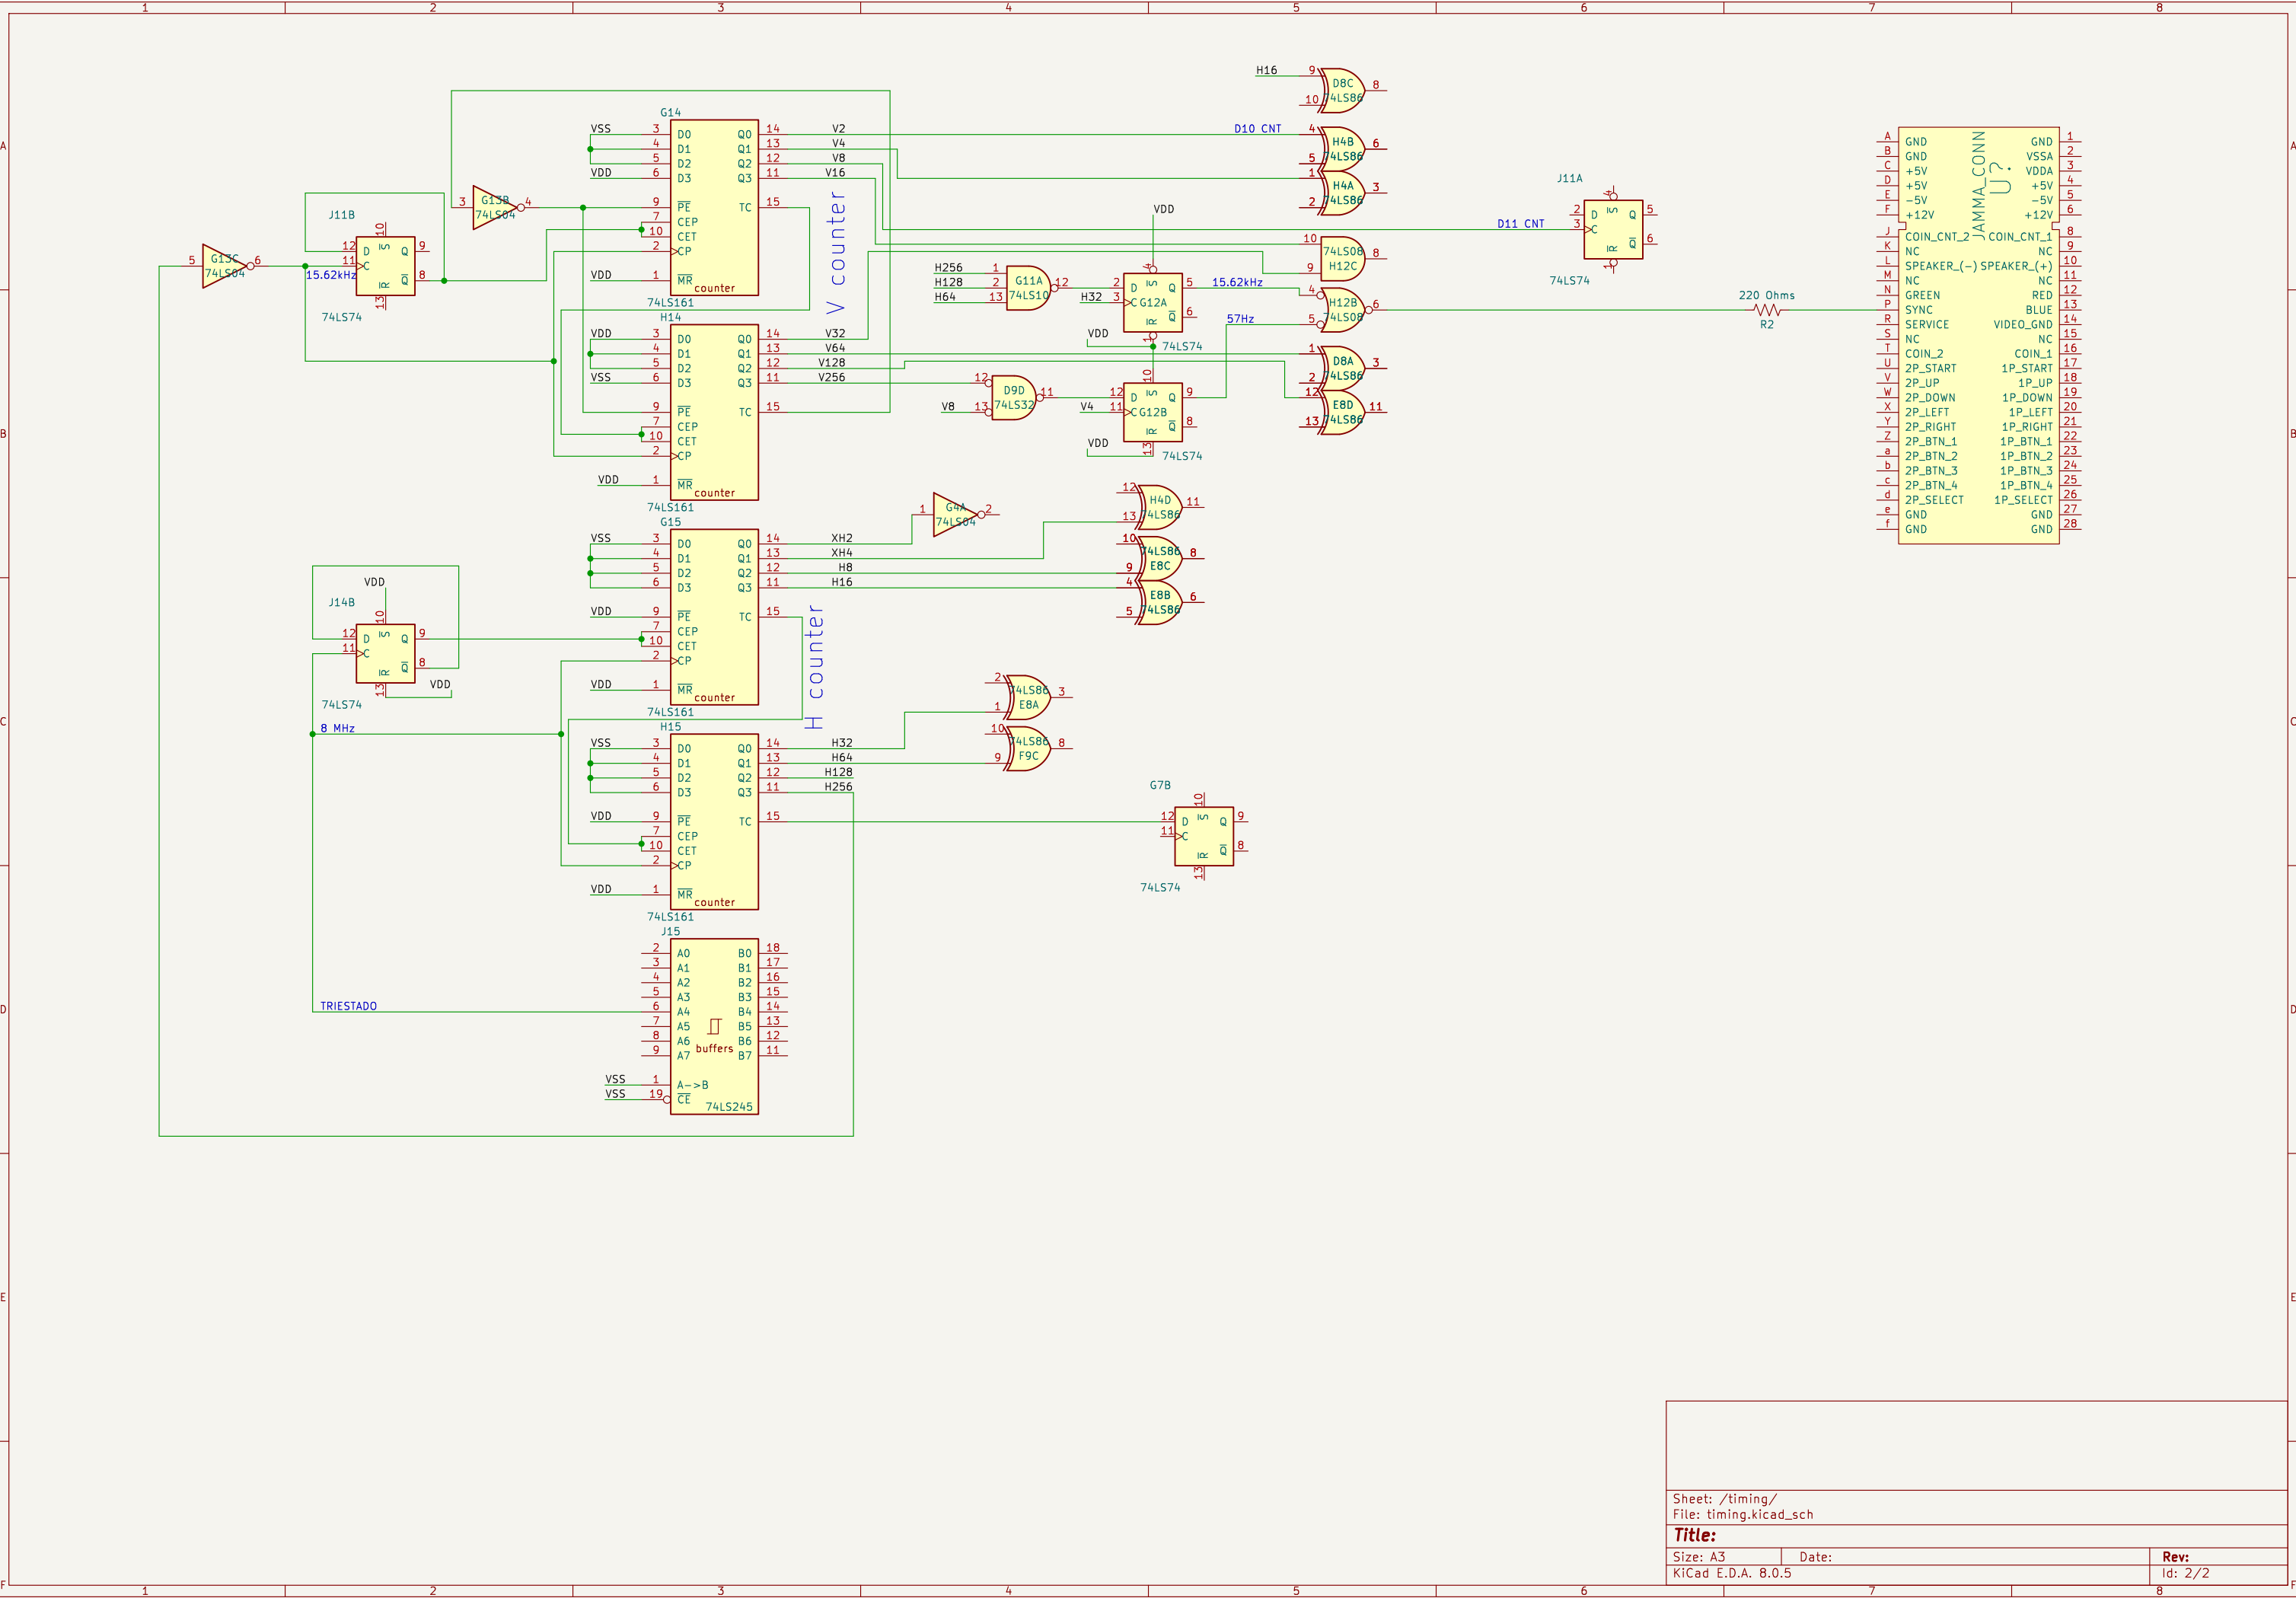 1 2 3 4 5 6 7 8
A
B
C
D
E
F
G13C
74LS04
5 6
J11B
15.62kHz
12 D Q 9
11 C
8 Q
S 10
R 13
74LS74
G13B
74LS04
3 4
G14
VSS 3 D0 Q0 14 V2
4 D1 Q1 13 V4
5 D2 Q2 12 V8
VDD 6 D3 Q3 11 V16
9 PE TC 15
7 CEP
10 CET
2 CP
VDD 1 MR
counter
74LS161
V counter
H14
VDD 3 D0 Q0 14 V32
4 D1 Q1 13 V64
5 D2 Q2 12 V128
VSS 6 D3 Q3 11 V256
9 PE TC 15
7 CEP
10 CET
2 CP
VDD 1 MR
counter
74LS161
G15
VSS 3 D0 Q0 14 XH2
4 D1 Q1 13 XH4
5 D2 Q2 12 H8
6 D3 Q3 11 H16
VDD 9 PE TC 15
7 CEP
10 CET
2 CP
VDD 1 MR
counter
74LS161
H counter
J14B
VDD
12 D Q 9
11 C
8 Q
S 10
R 13
VDD
74LS74
8 MHz
H15
VSS 3 D0 Q0 14 H32
4 D1 Q1 13 H64
5 D2 Q2 12 H128
6 D3 Q3 11 H256
VDD 9 PE TC 15
7 CEP
10 CET
2 CP
VDD 1 MR
counter
74LS161
J15
2 A0 B0 18
3 A1 B1 17
4 A2 B2 16
5 A3 B3 15
TRIESTADO 6 A4 B4 14
7 A5 B5 13
8 A6 B6 12
9 A7 B7 11
buffers
VSS 1 A->B
VSS 19 CE
74LS245
H16 9
10
D8C
74LS86
8
D10 CNT
4
5
H4B
74LS86
6
1
2
H4A
74LS86
3
D11 CNT
J11A
2 D Q 5
3 C
6 Q
S 4
R 1
74LS74
10
9
74LS08
H12C
8
H256 1
H128 2
H64 13
G11A
74LS10
12
VDD
2 D Q 5
H32 3 C G12A
Q 6
S 4
R 1
VDD
74LS74
15.62kHz
57Hz
4
5
H12B
74LS08
6
220 Ohms
R2
1
2
D8A
74LS86
3
12
13
E8D
74LS86
11
12
V8 13
D9D
74LS32
11
12 D Q 9
V4 11 C G12B
Q 8
S 10
R 13
VDD
74LS74
1 G4A 2
74LS04
12
13
H4D
74LS86
11
10
9
74LS86
E8C
8
4
5
E8B
74LS86
6
2
1
74LS86
E8A
3
10
9
74LS86
F9C
8
G7B
12 D Q 9
11 C
Q 8
S 10
R 13
74LS74
JAMMA_CONN
U?
A GND GND 1
B GND VSSA 2
C +5V VDDA 3
D +5V +5V 4
E -5V -5V 5
F +12V +12V 6
J COIN_CNT_2 COIN_CNT_1 8
K NC NC 9
L SPEAKER_(-) SPEAKER_(+) 10
M NC NC 11
N GREEN RED 12
P SYNC BLUE 13
R SERVICE VIDEO_GND 14
S NC NC 15
T COIN_2 COIN_1 16
U 2P_START 1P_START 17
V 2P_UP 1P_UP 18
W 2P_DOWN 1P_DOWN 19
X 2P_LEFT 1P_LEFT 20
Y 2P_RIGHT 1P_RIGHT 21
Z 2P_BTN_1 1P_BTN_1 22
a 2P_BTN_2 1P_BTN_2 23
b 2P_BTN_3 1P_BTN_3 24
c 2P_BTN_4 1P_BTN_4 25
d 2P_SELECT 1P_SELECT 26
e GND GND 27
f GND GND 28
Sheet: /timing/
File: timing.kicad_sch
Title:
Size: A3 Date: Rev:
KiCad E.D.A. 8.0.5 Id: 2/2
1 2 3 4 5 6 7 8